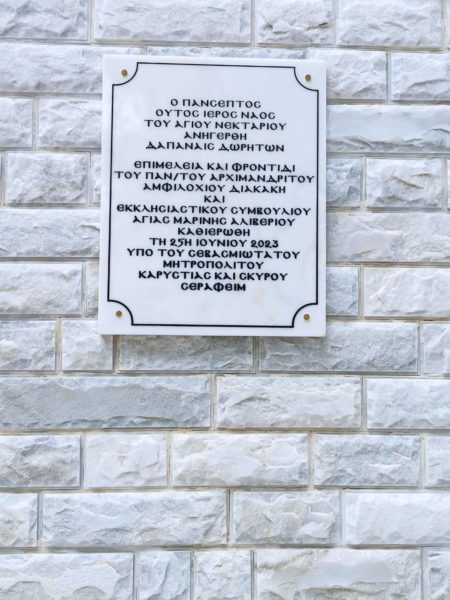 Ο ΠΑΝΣΕΠΤΟΣ
ΟΥΤΟΣ ΙΕΡΟΣ ΝΑΟΣ
ΤΟΥ ΑΓΙΟΥ ΝΕΚΤΑΡΙΟΥ
ΑΝΗΓΕΡΘΗ
ΔΑΠΑΝΑΙΣ ΔΩΡΗΤΩΝ
ΕΠΙΜΕΛΕΙΑ ΚΑΙ ΦΡΟΝΤΙΔΙ
ΤΟΥ ΠΑΝ/ΤΟΥ ΑΡΧΙΜΑΝΔΡΙΤΟΥ
ΑΜΦΙΛΟΧΙΟΥ ΔΙΑΚΑΚΗ
ΚΑΙ
ΕΚΚΛΗΣΙΑΣΤΙΚΟΥ ΣΥΜΒΟΥΛΙΟΥ
ΑΓΙΑΣ ΜΑΡΙΝΗΣ ΑΛΙΒΕΡΙΟΥ
ΚΑΘΙΕΡΩΘΗ
ΤΗ 25Η ΙΟΥΝΙΟΥ 2023
ΥΠΟ ΤΟΥ ΣΕΒΑΣΜΙΩΤΑΤΟΥ
ΜΗΤΡΟΠΟΛΙΤΟΥ
ΚΑΡΥΣΤΙΑΣ ΚΑΙ ΣΚΥΡΟΥ
ΣΕΡΑΦΕΙΜ